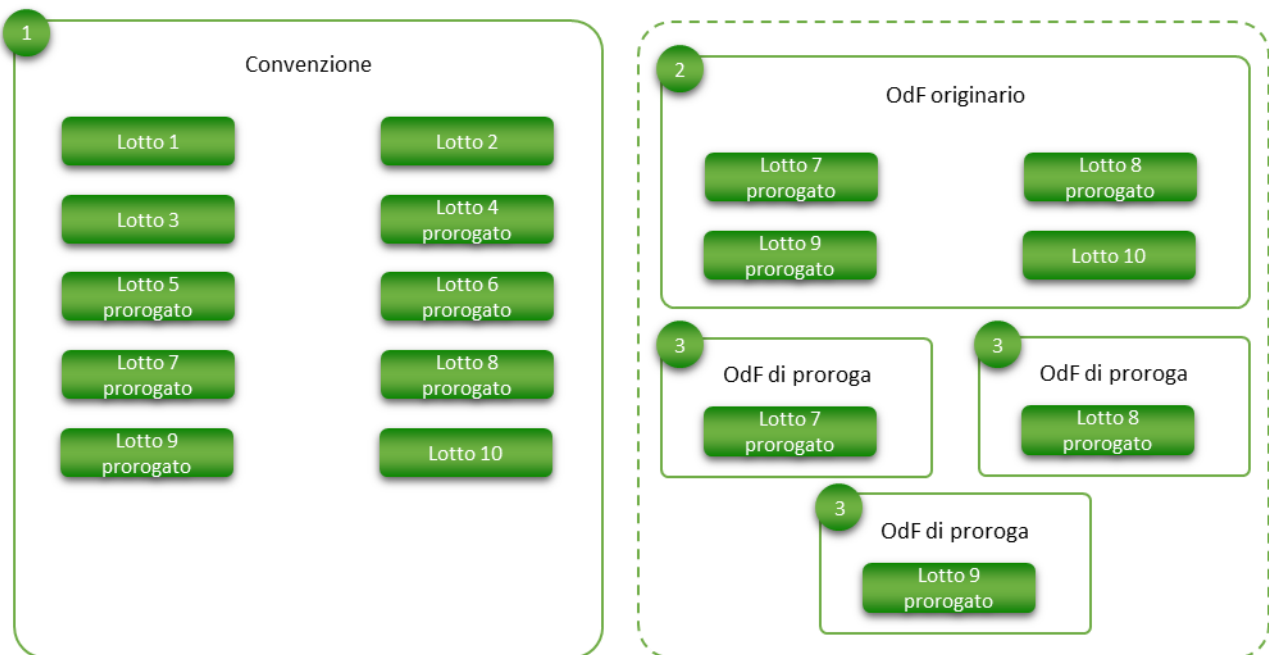 1
Convenzione
Lotto 1
Lotto 2
Lotto 3
Lotto 4
prorogato
Lotto 5
prorogato
Lotto 6
prorogato
Lotto 7
prorogato
Lotto 8
prorogato
Lotto 9
prorogato
Lotto 10
2
OdF originario
Lotto 7
prorogato
Lotto 8
prorogato
Lotto 9
prorogato
Lotto 10
3
OdF di proroga
Lotto 7
prorogato
3
OdF di proroga
Lotto 8
prorogato
3
OdF di proroga
Lotto 9
prorogato